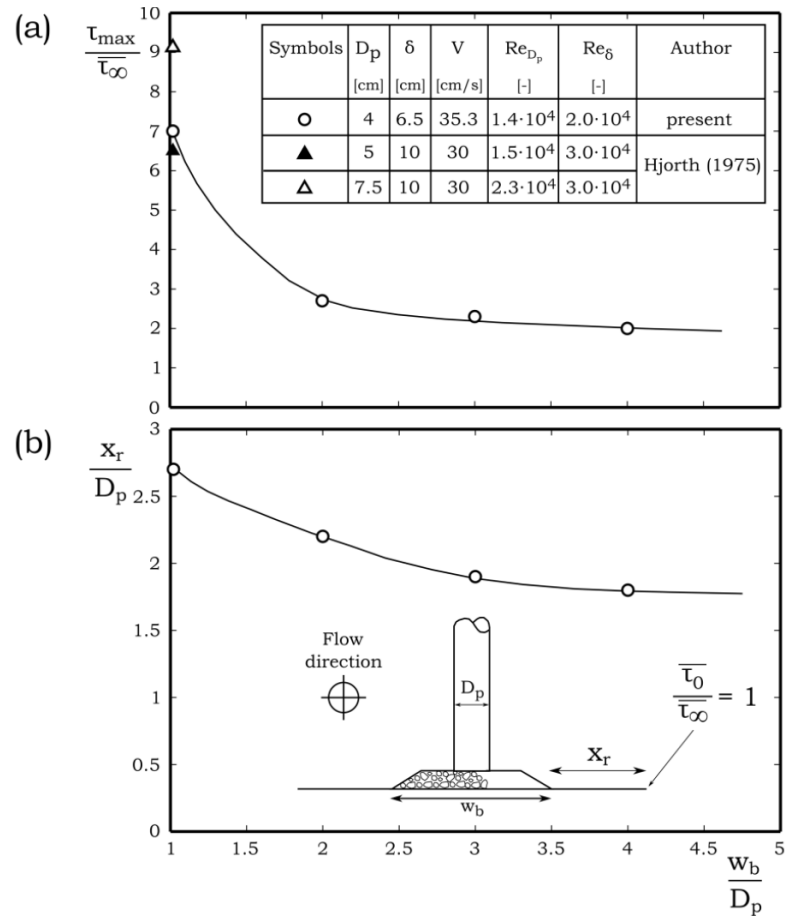 (a)
τmax
τ∞
10
9
8
7
6
5
4
3
2
1
0
Symbols Dp δ V ReDp Reδ Author
[cm] [cm] [cm/s] [-] [-]
4 6.5 35.3 1.4·10⁴ 2.0·10⁴ present
5 10 30 1.5·10⁴ 3.0·10⁴ Hjorth (1975)
7.5 10 30 2.3·10⁴ 3.0·10⁴
(b)
xr
Dp
3
2.5
2
1.5
1
0.5
0
Flow
direction
Dp
τ0
τ∞
= 1
xr
wb
1 1.5 2 2.5 3 3.5 4 4.5 5
wb
Dp